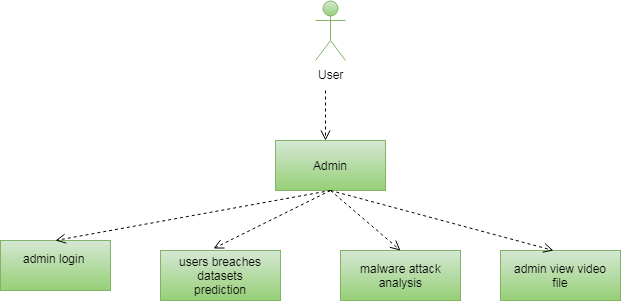 User
Admin
admin login
users breaches
datasets
prediction
malware attack
analysis
admin view video
file